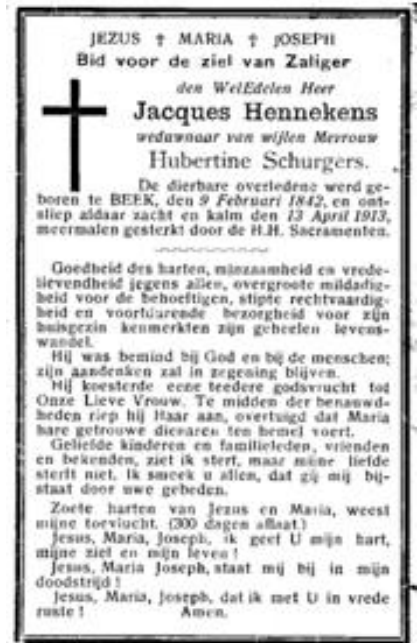 JEZUS ✝ MARIA ✝ JOSEPH
Bid voor de ziel van Zaliger
den WelEdelen Heer
Jacques Hennekens
weduwnaar van wijlen Mevrouw
Hubertine Schurgers.
De dierbare overledene werd ge-
boren te BEEK, den 9 Februari 1842, en ont-
sliep aldaar zacht en kalm den 13 April 1913,
meermalen gesterkt door de H.H. Sacramenten.
Goedheid des harten, minzaamheid en vrede-
lievendheid jegens allen, overgroote mildadig-
heid voor de behoeftigen, stipte rechtvaardig-
heid en voortdurende bezorgheid voor zijn
huisgezin kenmerkten zijn geheelen levens-
wandel.
Hij was bemind bij God en bij de menschen;
zijn aandenken zal in zegening blijven.
Hij koesterde eene teedere godsvrucht tot
Onze Lieve Vrouw. Te midden der benauwd-
heden riep hij Haar aan, overtuigd dat Maria
hare getrouwe dienaren ten hemel voert.
Geliefde kinderen en familieleden, vrienden
en bekenden, ziet ik sterf, maar mijne liefde
sterft niet. Ik smeek u allen, dat gij mij bij-
staat door uwe gebeden.
Zoete harten van Jezus en Maria, weest
mijne toevlucht. (300 dagen aflaat.)
Jesus, Maria, Joseph, ik geef U mijn hart,
mijne ziel en mijn leven !
Jesus, Maria Joseph, staat mij bij in mijn
doodstrijd !
Jesus, Maria, Joseph, dat ik met U in vrede
ruste ! Amen.